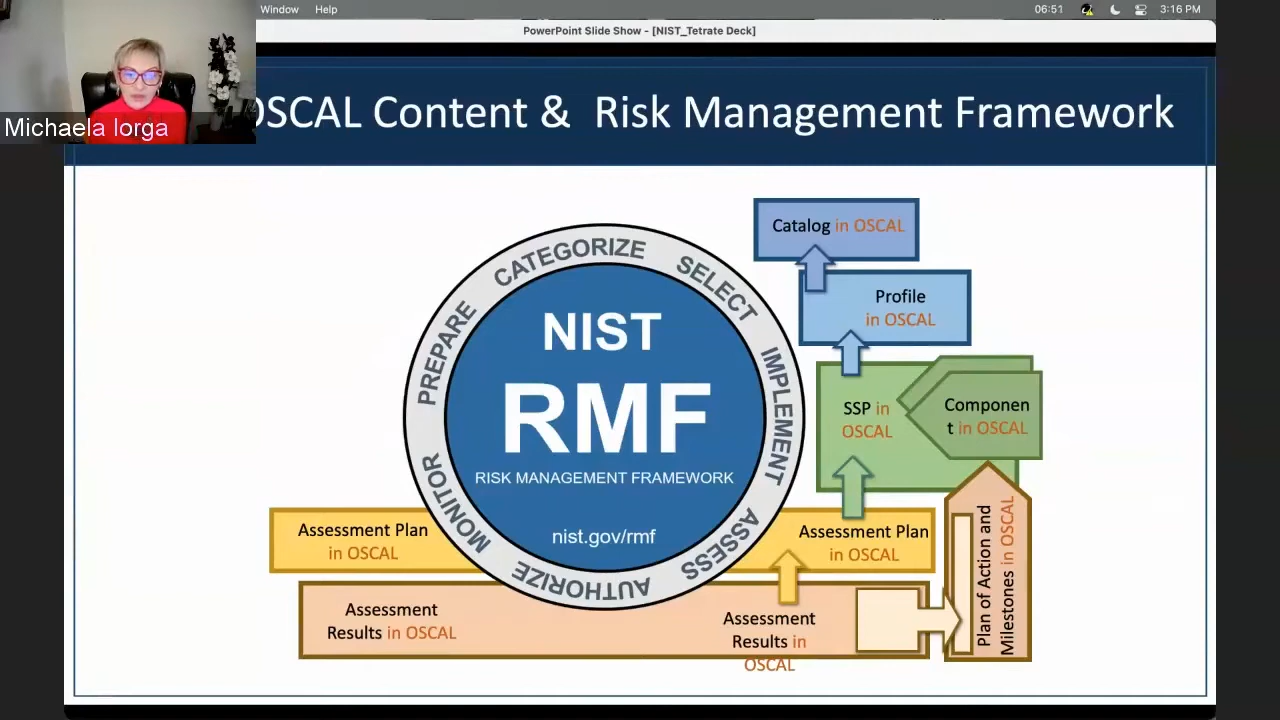 Window Help
06:51
3:16 PM
PowerPoint Slide Show - [NIST_Tetrate Deck]
Michaela Iorga
OSCAL Content & Risk Management Framework
Catalog in OSCAL
Profile
in OSCAL
SSP in
OSCAL
Componen
t in OSCAL
PREPARE
CATEGORIZE
SELECT
IMPLEMENT
ASSESS
AUTHORIZE
MONITOR
NIST
RMF
RISK MANAGEMENT FRAMEWORK
nist.gov/rmf
Assessment Plan
in OSCAL
Assessment Plan
in OSCAL
Assessment
Results in OSCAL
Assessment
Results in
OSCAL
Plan of Action and
Milestones in OSCAL